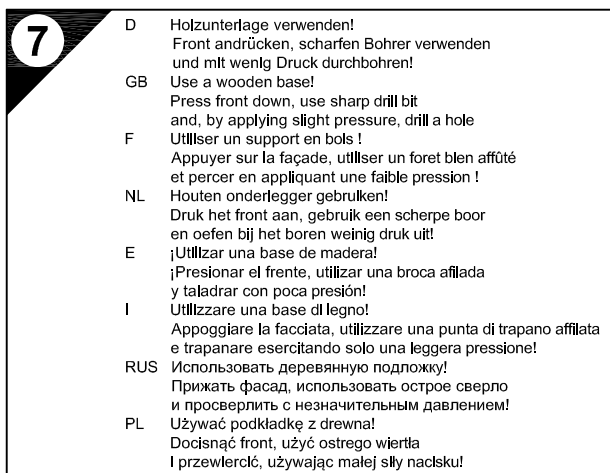 7
D Holzunterlage verwenden!
Front andrücken, scharfen Bohrer verwenden
und mit wenig Druck durchbohren!
GB Use a wooden base!
Press front down, use sharp drill bit
and, by applying slight pressure, drill a hole
F Utiliser un support en bois !
Appuyer sur la façade, utiliser un foret bien affûté
et percer en appliquant une faible pression !
NL Houten onderlegger gebruiken!
Druk het front aan, gebruik een scherpe boor
en oefen bij het boren weinig druk uit!
E ¡Utilizar una base de madera!
¡Presionar el frente, utilizar una broca afilada
y taladrar con poca presión!
I Utilizzare una base di legno!
Appoggiare la facciata, utilizzare una punta di trapano affilata
e trapanare esercitando solo una leggera pressione!
RUS Использовать деревянную подложку!
Прижать фасад, использовать острое сверло
и просверлить с незначительным давлением!
PL Używać podkładkę z drewna!
Docisnąć front, użyć ostrego wiertła
i przewiercić, używając małej siły nacisku!